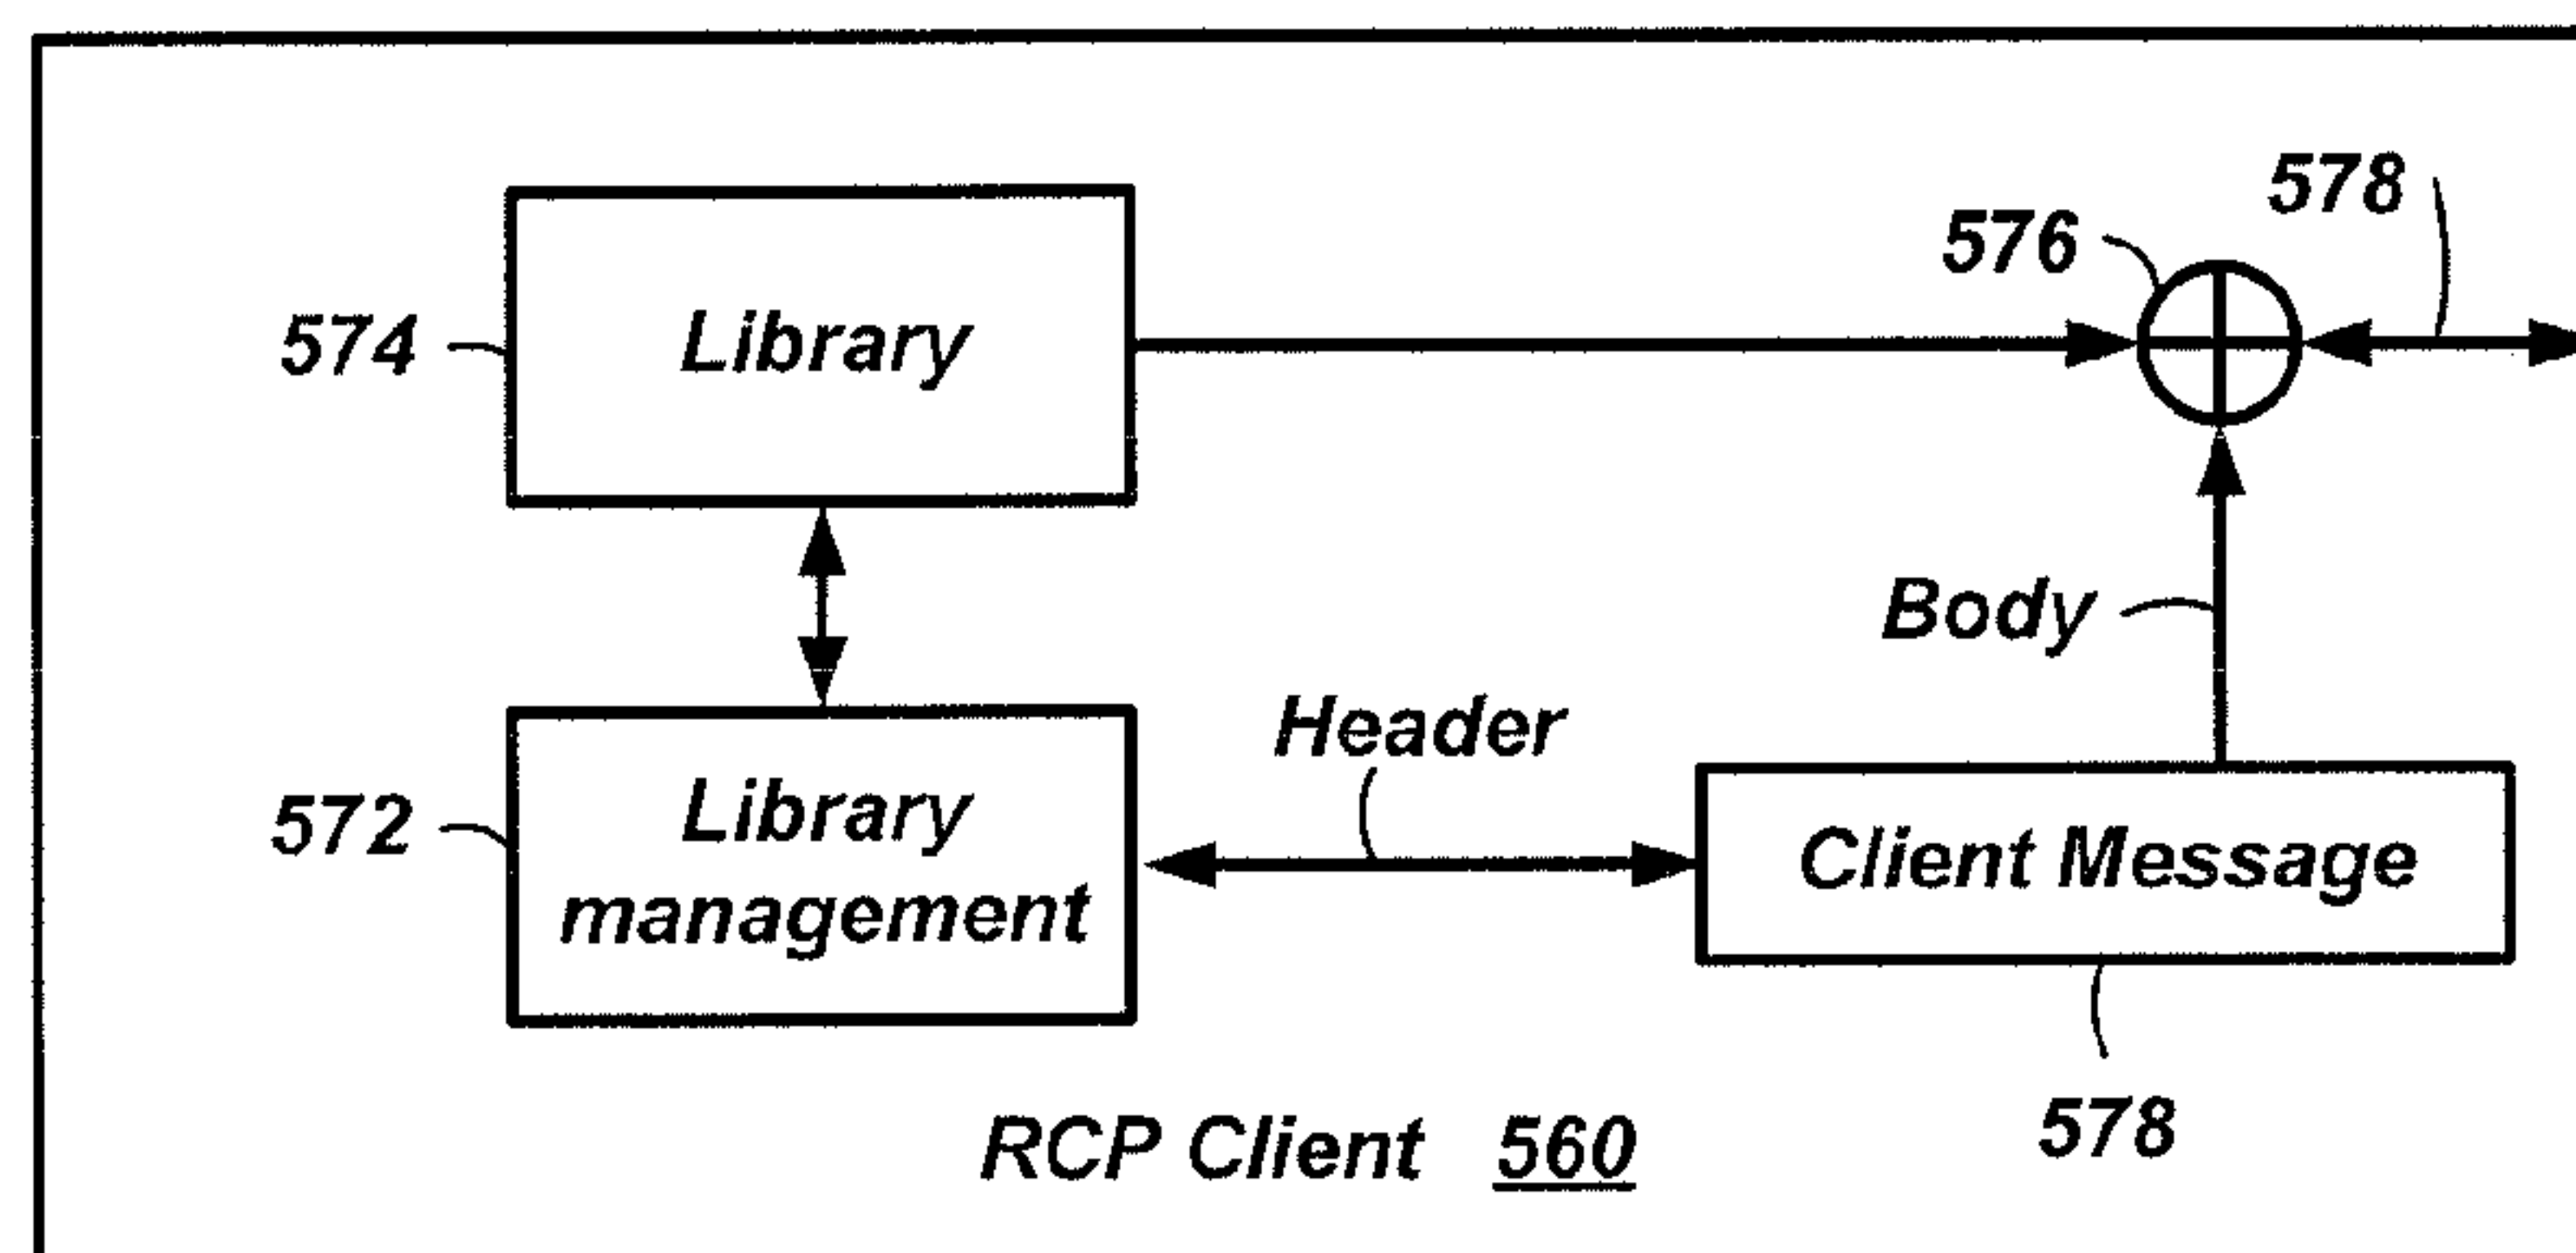 578
576
574
Library
Body
Header
572
Library
management
Client Message
578
RCP Client 560